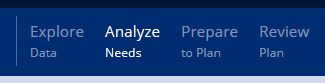 Explore Analyze Prepare Review
Data Needs to Plan Plan